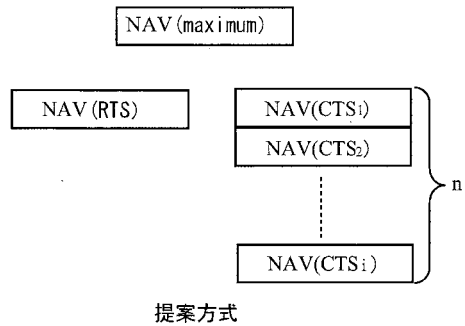 NAV(maximum)
NAV(RTS)
NAV(CTS1)
NAV(CTS2)
n
NAV(CTSi)
提案方式